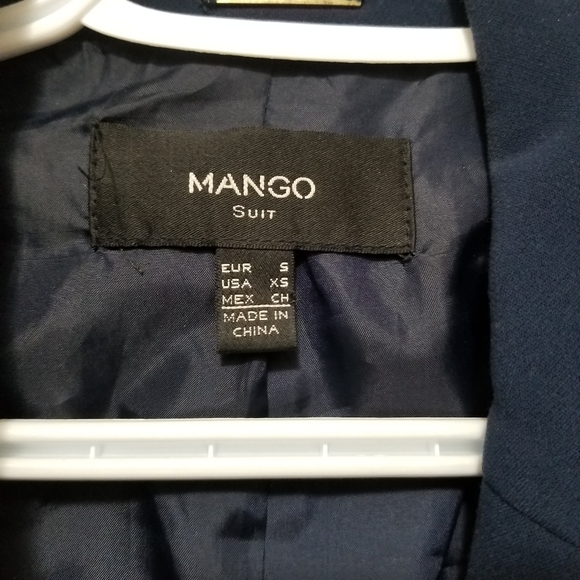 MANGO
SUIT
EUR S
USA XS
MEX CH
MADE IN
CHINA